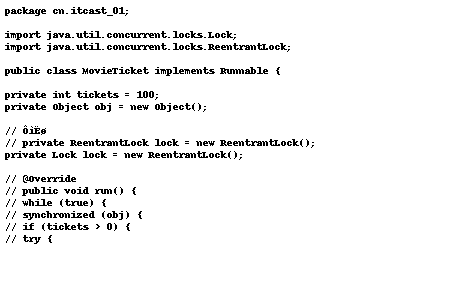 package cn.itcast_01;

import java.util.concurrent.locks.Lock;
import java.util.concurrent.locks.ReentrantLock;

public class MovieTicket implements Runnable {

private int tickets = 100;
private Object obj = new Object();

// ÔìËø
// private ReentrantLock lock = new ReentrantLock();
private Lock lock = new ReentrantLock();

// @Override
// public void run() {
// while (true) {
// synchronized (obj) {
// if (tickets > 0) {
// try {